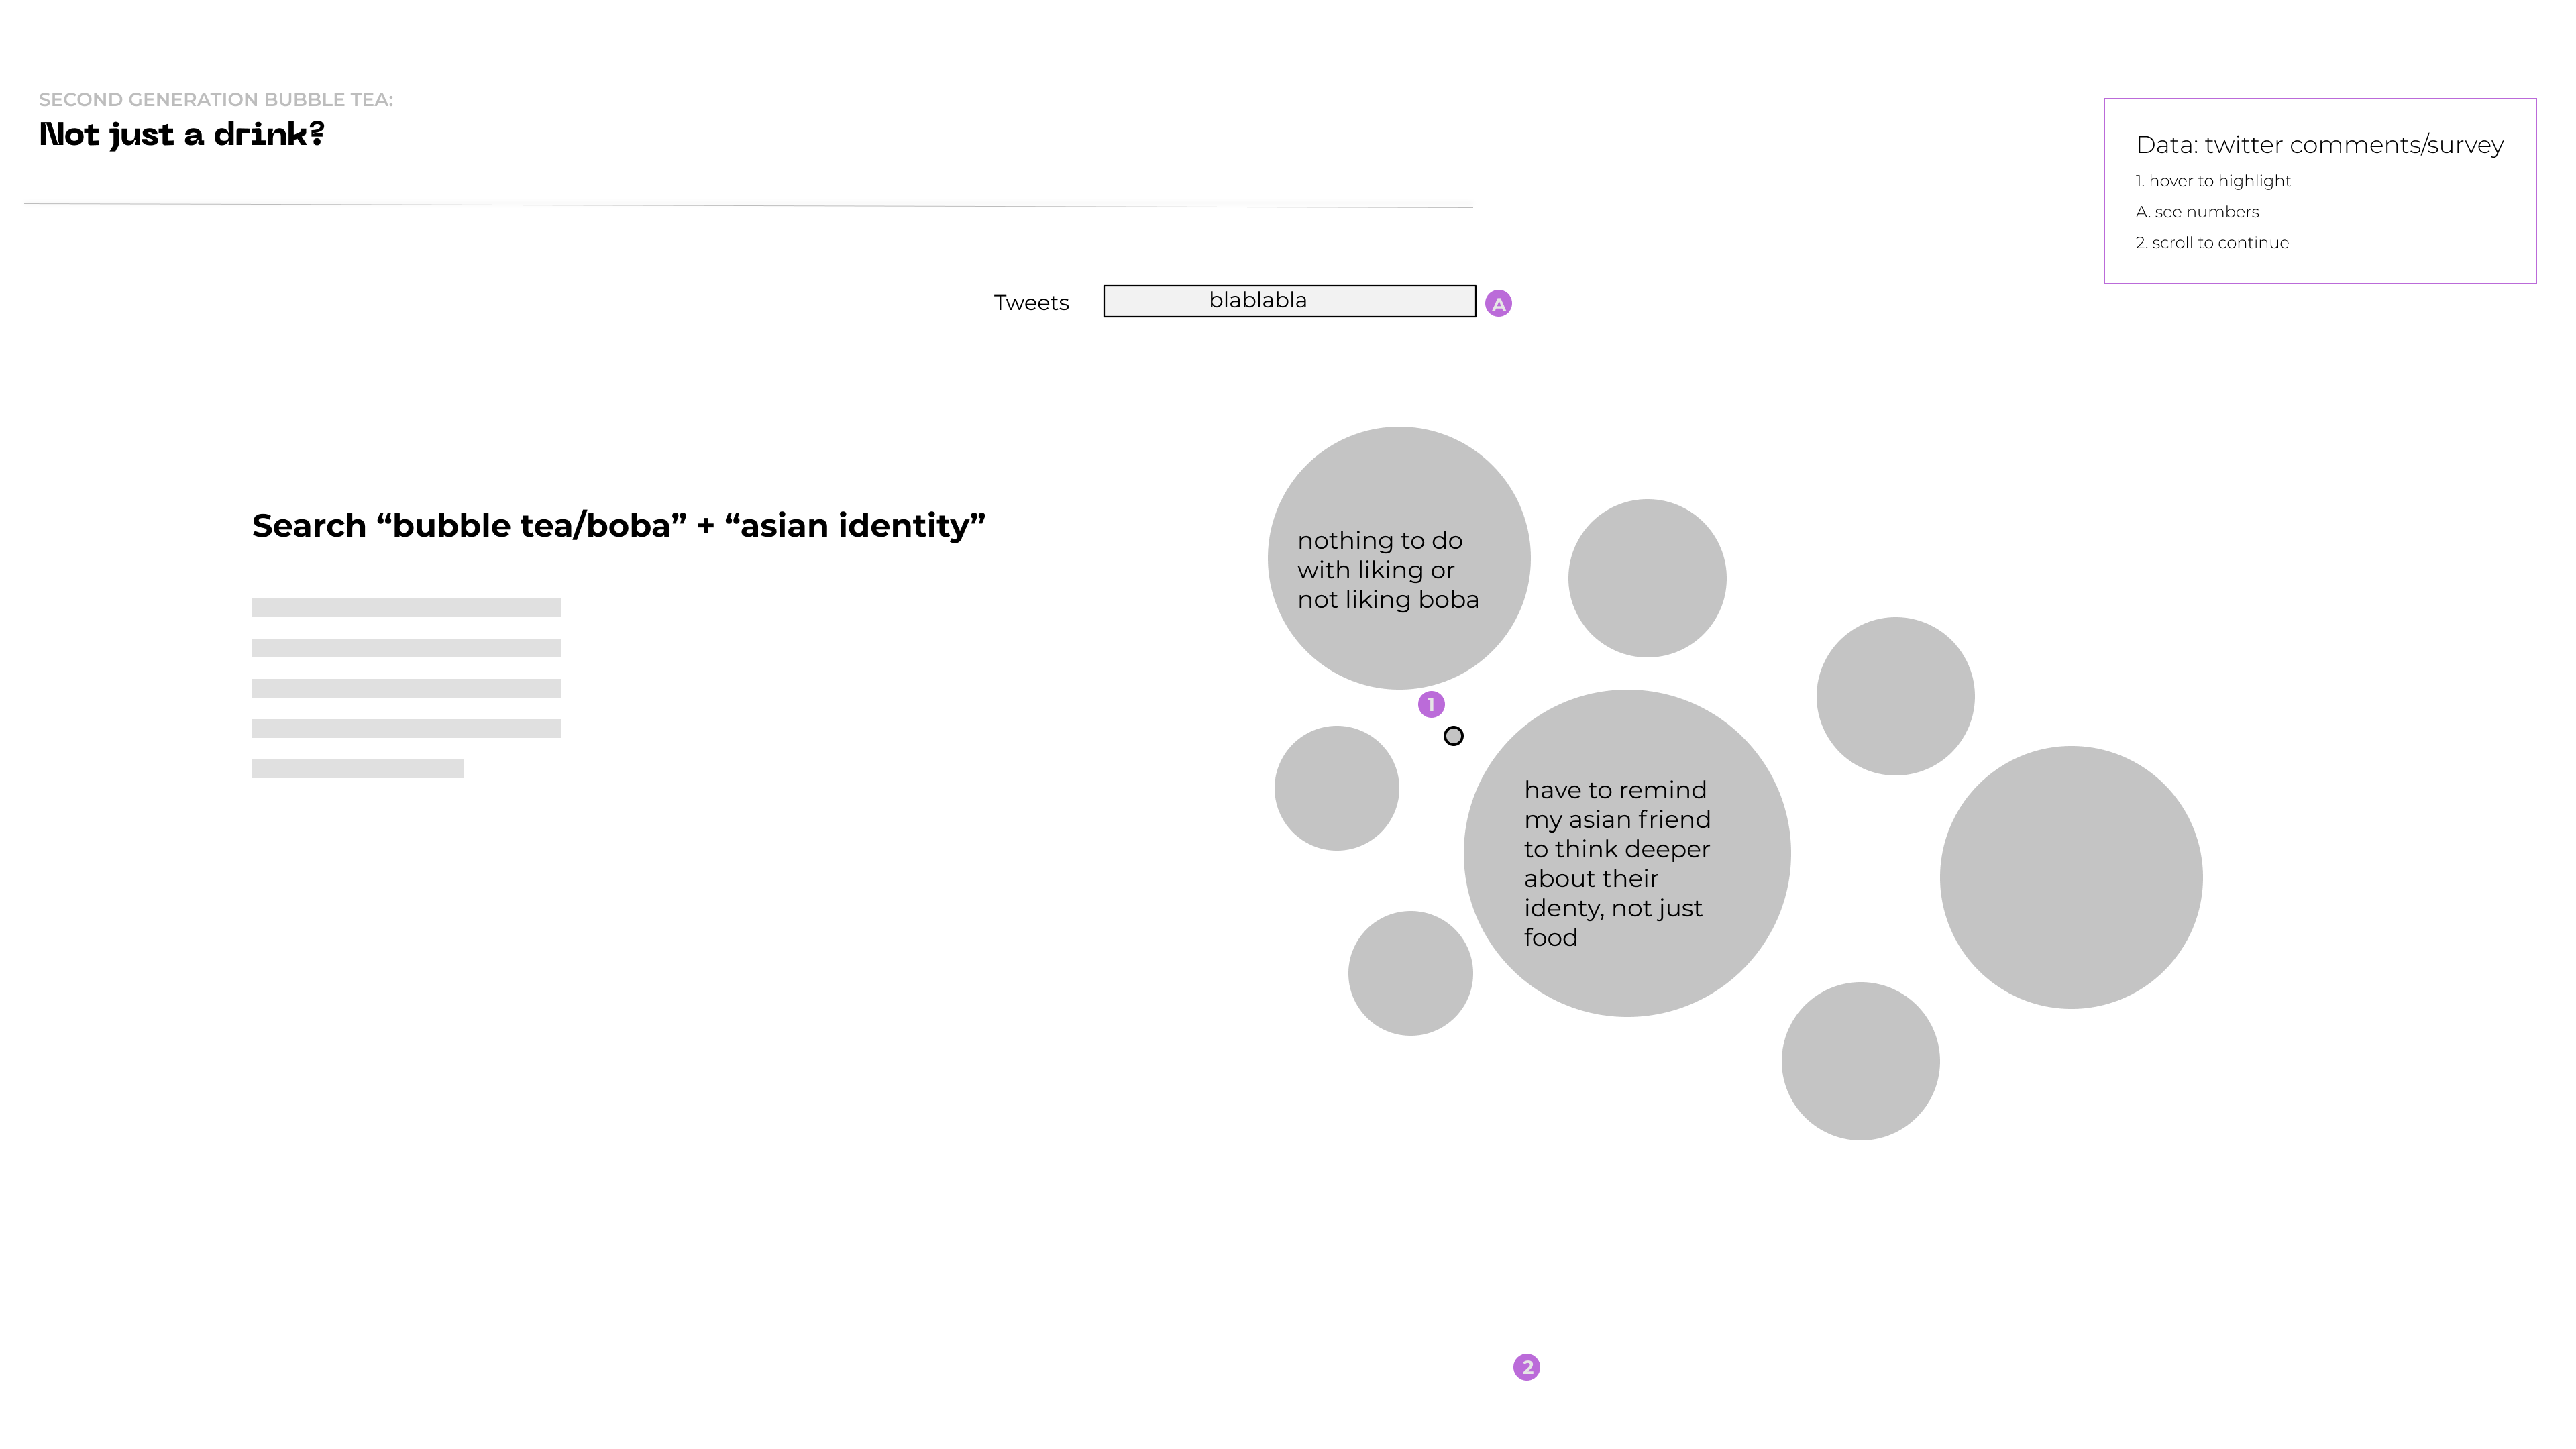 SECOND GENERATION BUBBLE TEA:
Not just a drink?
Data: twitter comments/survey
1. hover to highlight
A. see numbers
2. scroll to continue
Tweets
blablabla
A
Search “bubble tea/boba” + “asian identity”
nothing to do
with liking or
not liking boba
1
have to remind
my asian friend
to think deeper
about their
identy, not just
food
2